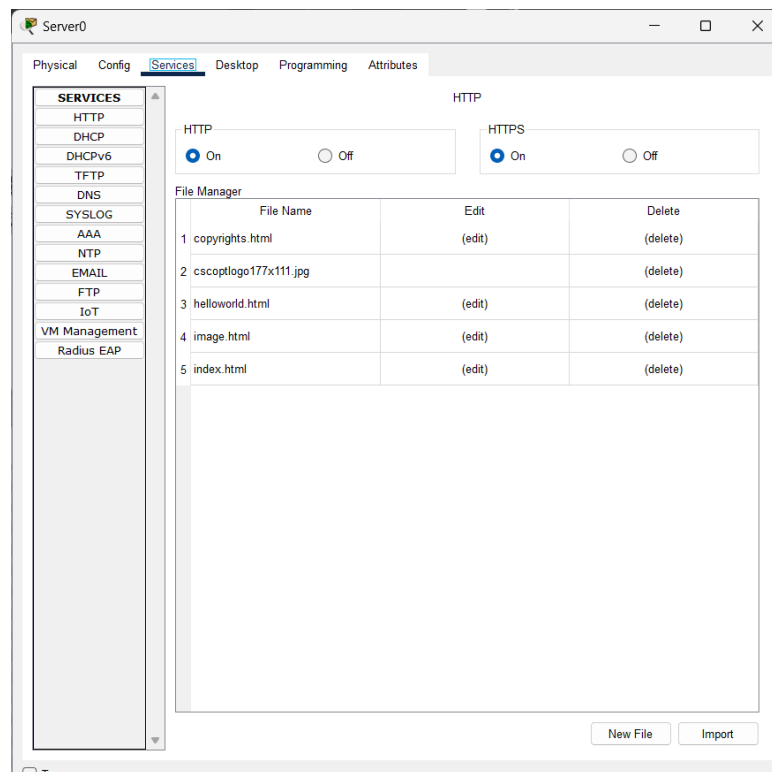 Server0
Physical Config Services Desktop Programming Attributes
SERVICES
HTTP
DHCP
DHCPv6
TFTP
DNS
SYSLOG
AAA
NTP
EMAIL
FTP
IoT
VM Management
Radius EAP
HTTP
HTTP
On Off
HTTPS
On Off
File Manager
File Name Edit Delete
1 copyrights.html (edit) (delete)
2 cscoptlogo177x111.jpg (delete)
3 helloworld.html (edit) (delete)
4 image.html (edit) (delete)
5 index.html (edit) (delete)
New File Import